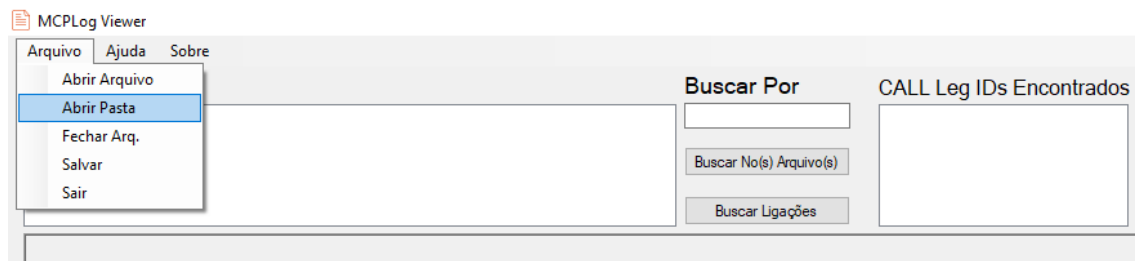 MCPLog Viewer
Arquivo Ajuda Sobre
Abrir Arquivo
Abrir Pasta
Fechar Arq.
Salvar
Sair
Buscar Por
Buscar No(s) Arquivo(s)
Buscar Ligações
CALL Leg IDs Encontrados